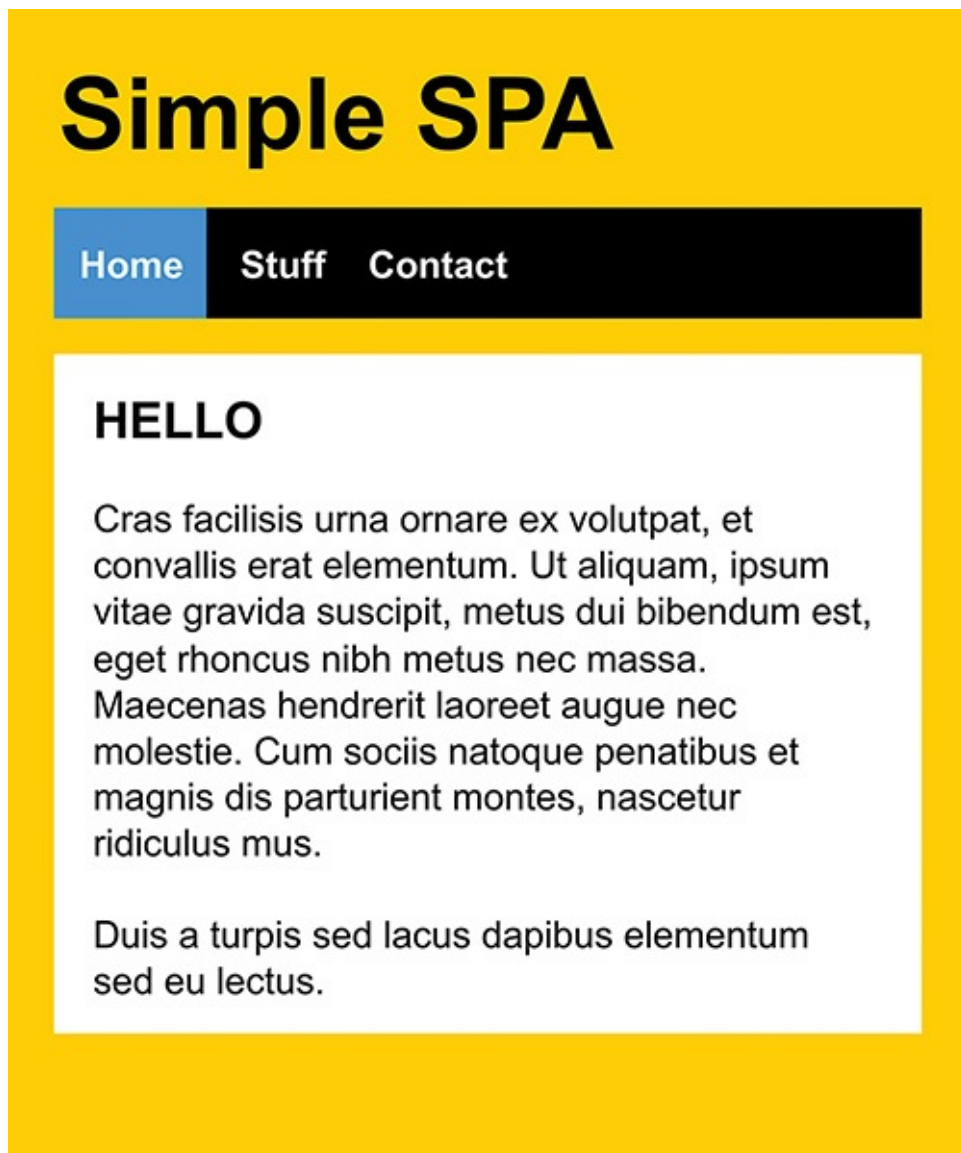 Simple SPA
Home Stuff Contact
HELLO
Cras facilisis urna ornare ex volutpat, et
convallis erat elementum. Ut aliquam, ipsum
vitae gravida suscipit, metus dui bibendum est,
eget rhoncus nibh metus nec massa.
Maecenas hendrerit laoreet augue nec
molestie. Cum sociis natoque penatibus et
magnis dis parturient montes, nascetur
ridiculus mus.
Duis a turpis sed lacus dapibus elementum
sed eu lectus.